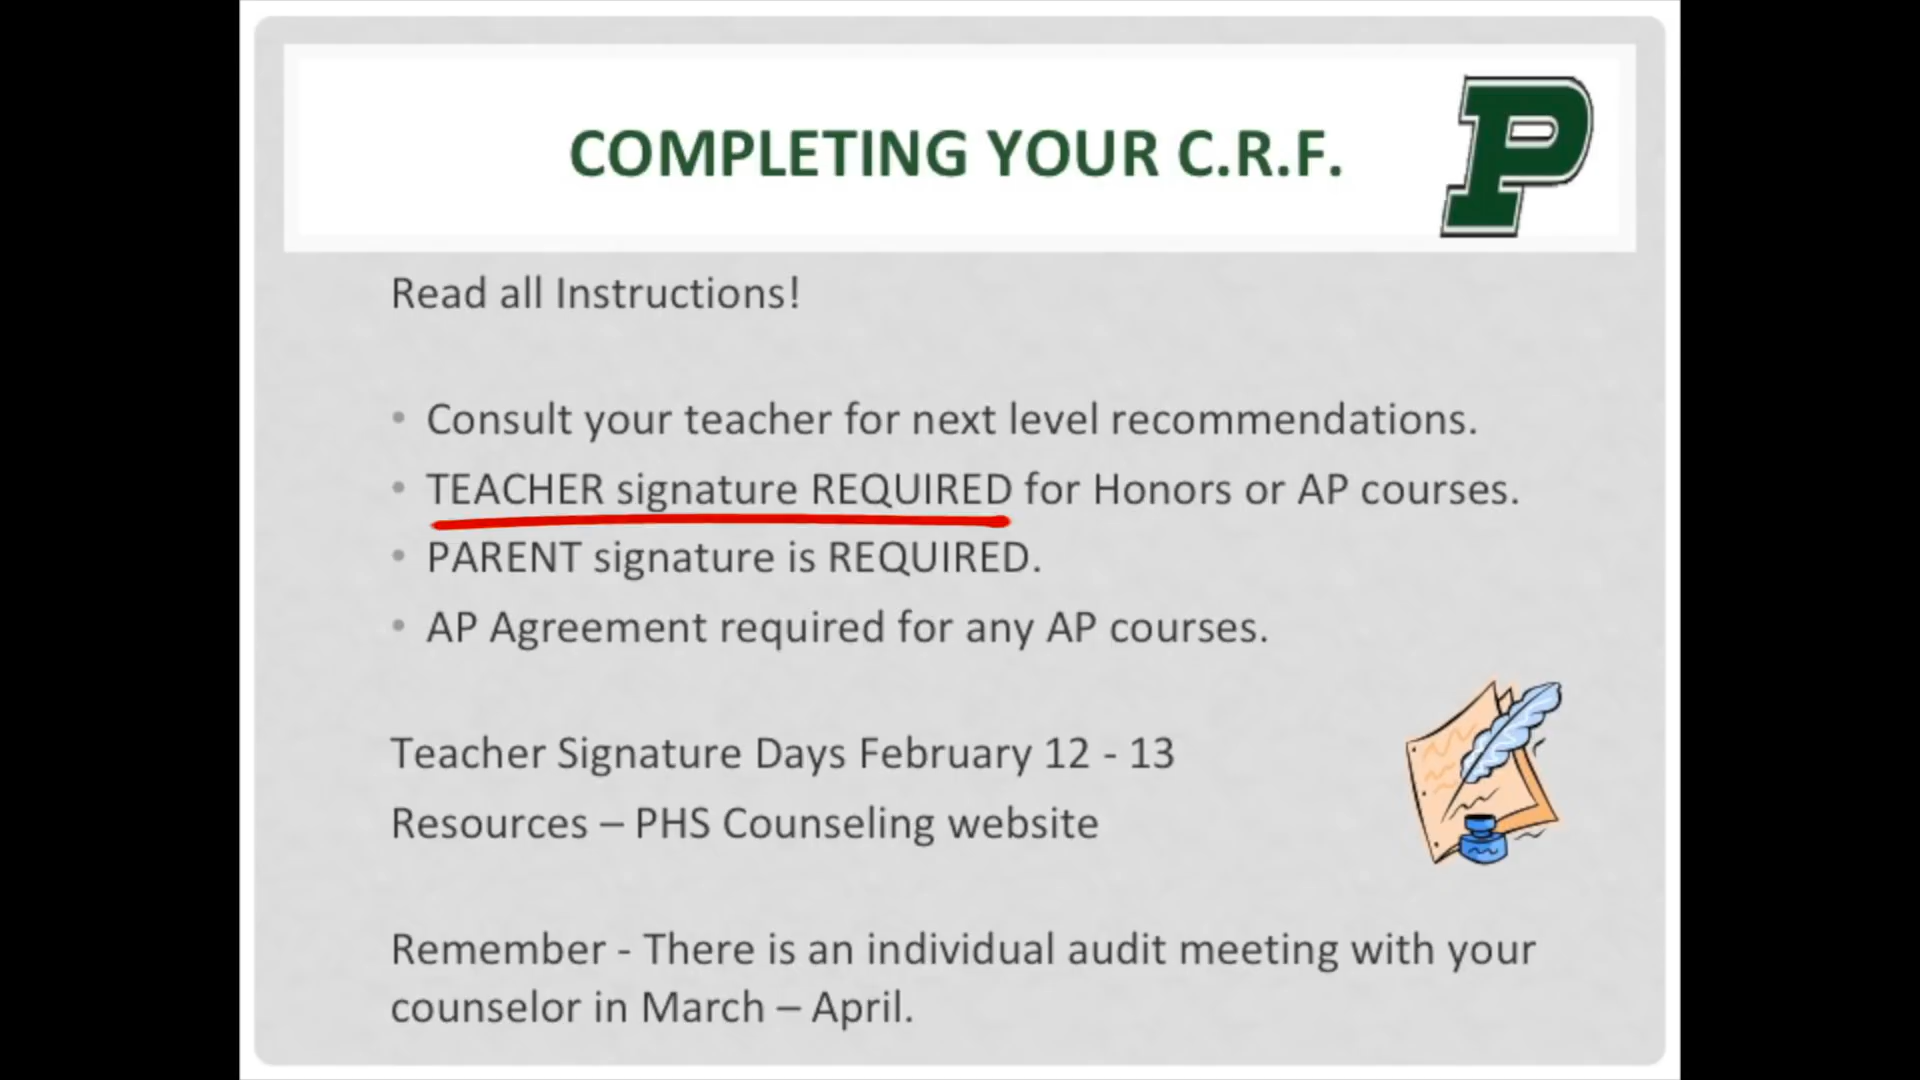 COMPLETING YOUR C.R.F.
P
Read all Instructions!
• Consult your teacher for next level recommendations.
• TEACHER signature REQUIRED for Honors or AP courses.
• PARENT signature is REQUIRED.
• AP Agreement required for any AP courses.
Teacher Signature Days February 12 - 13
Resources – PHS Counseling website
Remember - There is an individual audit meeting with your
counselor in March – April.